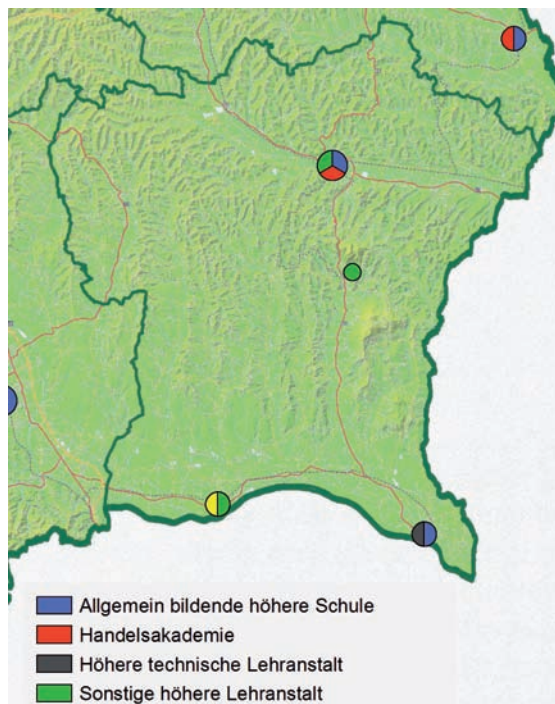 Allgemein bildende höhere Schule
Handelsakademie
Höhere technische Lehranstalt
Sonstige höhere Lehranstalt